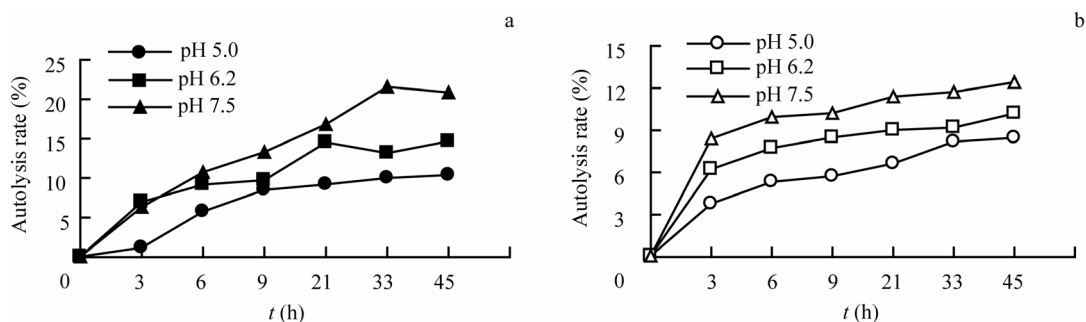 a
pH 5.0
pH 6.2
pH 7.5
Autolysis rate (%)
25
20
15
10
5
0 3 6 9 21 33 45
t (h)
b
pH 5.0
pH 6.2
pH 7.5
Autolysis rate (%)
15
12
9
6
3
0 3 6 9 21 33 45
t (h)